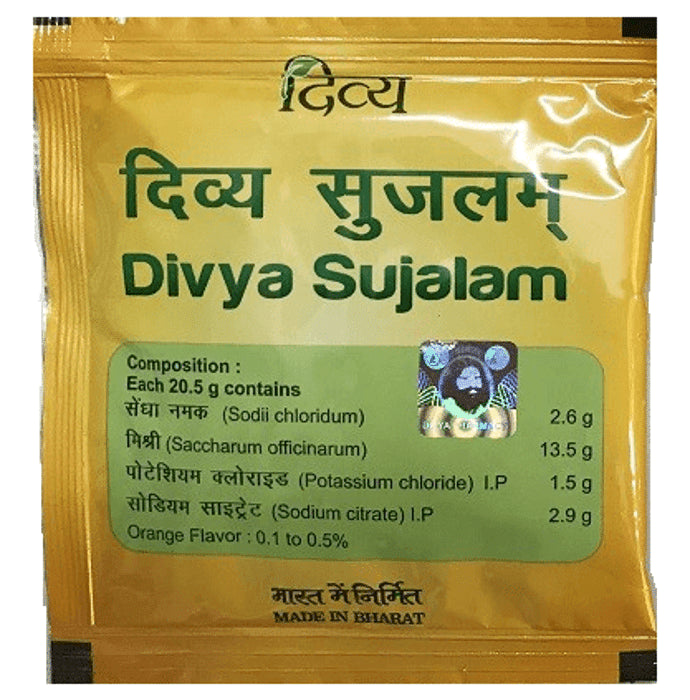 दिव्य
दिव्य सुजलम्
Divya Sujalam
Composition :
Each 20.5 g contains
सेंधा नमक (Sodii chloridum) 2.6 g
मिश्री (Saccharum officinarum) 13.5 g
पोटेशियम क्लोराइड (Potassium chloride) I.P 1.5 g
सोडियम साइट्रेट (Sodium citrate) I.P 2.9 g
Orange Flavor : 0.1 to 0.5%
भारत में निर्मित
MADE IN BHARAT